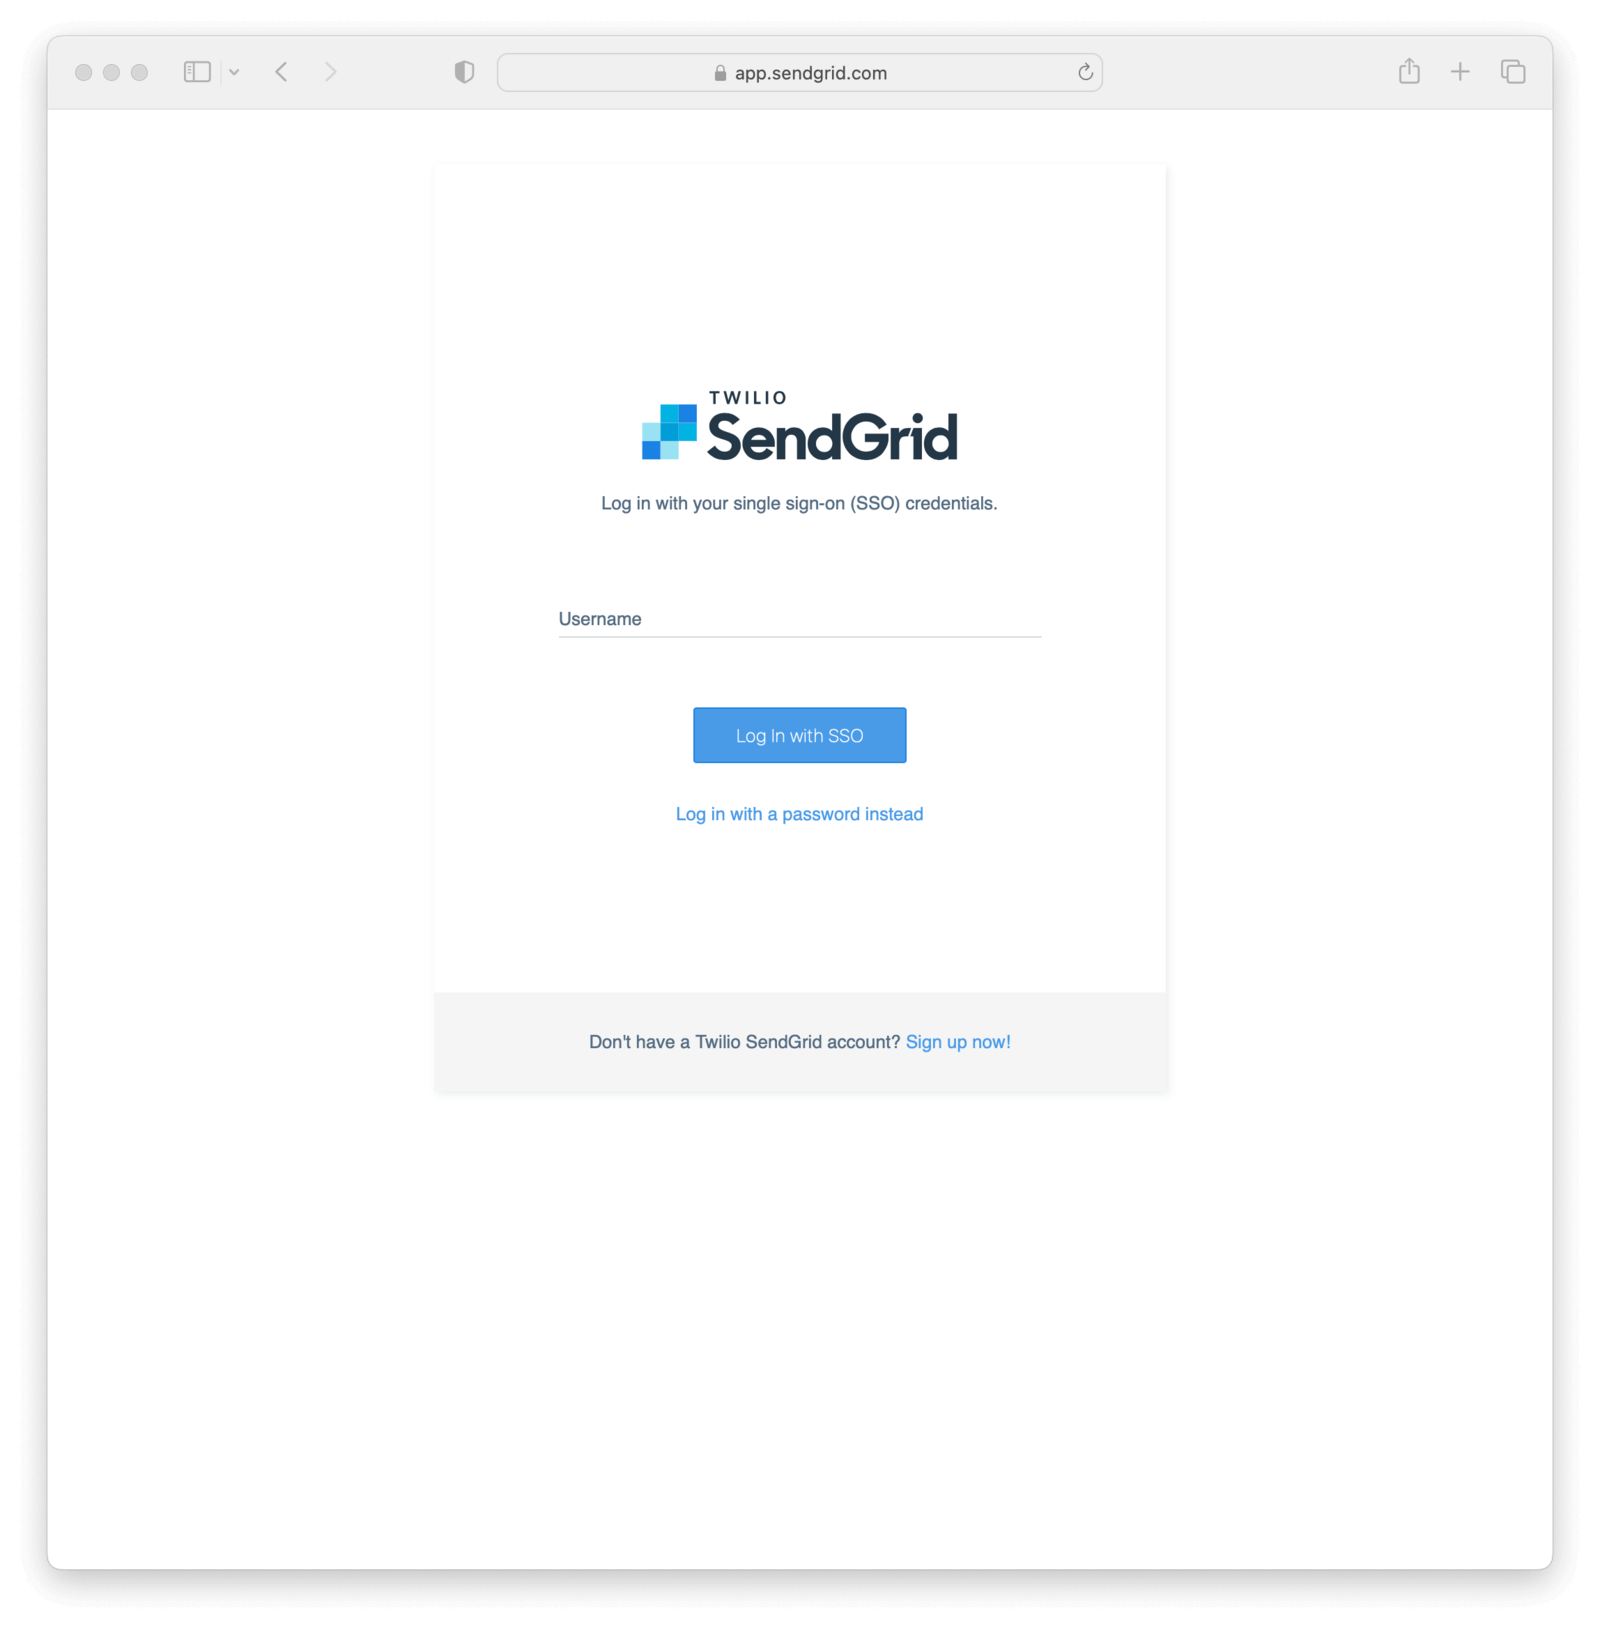 app.sendgrid.com
TWILIO
SendGrid
Log in with your single sign-on (SSO) credentials.
Username
Log In with SSO
Log in with a password instead
Don't have a Twilio SendGrid account? Sign up now!